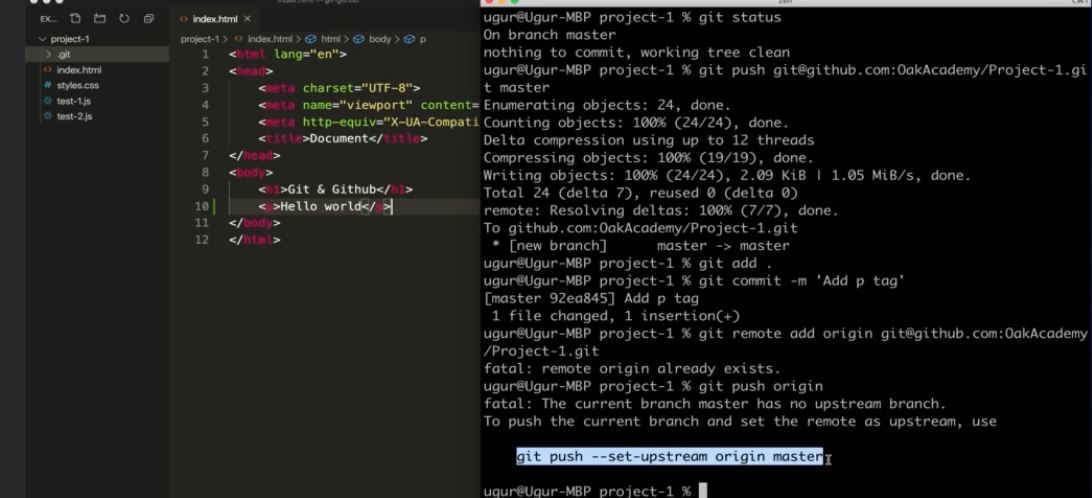 EX...
project-1
.git
index.html
styles.css
test-1.js
test-2.js
index.html
project-1 > index.html > html > body > p
1 <html lang="en">
2 <head>
3 <meta charset="UTF-8">
4 <meta name="viewport" content=
5 <meta http-equiv="X-UA-Compati
6 <title>Document</title>
7 </head>
8 <body>
9 <h1>Git & Github</h1>
10 <p>Hello world</p>
11 </body>
12 </html>
ugur@Ugur-MBP project-1 % git status
On branch master
nothing to commit, working tree clean
ugur@Ugur-MBP project-1 % git push git@github.com:OakAcademy/Project-1.gi
t master
Enumerating objects: 24, done.
Counting objects: 100% (24/24), done.
Delta compression using up to 12 threads
Compressing objects: 100% (19/19), done.
Writing objects: 100% (24/24), 2.09 KiB | 1.05 MiB/s, done.
Total 24 (delta 7), reused 0 (delta 0)
remote: Resolving deltas: 100% (7/7), done.
To github.com:OakAcademy/Project-1.git
* [new branch] master -> master
ugur@Ugur-MBP project-1 % git add .
ugur@Ugur-MBP project-1 % git commit -m 'Add p tag'
[master 92ea845] Add p tag
1 file changed, 1 insertion(+)
ugur@Ugur-MBP project-1 % git remote add origin git@github.com:OakAcademy
/Project-1.git
fatal: remote origin already exists.
ugur@Ugur-MBP project-1 % git push origin
fatal: The current branch master has no upstream branch.
To push the current branch and set the remote as upstream, use
git push --set-upstream origin master
ugur@Ugur-MBP project-1 %